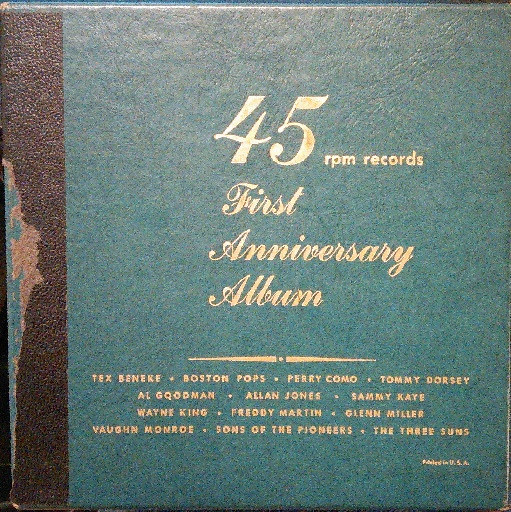 45 rpm records
First
Anniversary
Album
TEX BENEKE • BOSTON POPS • PERRY COMO • TOMMY DORSEY
AL GOODMAN • ALLAN JONES • SAMMY KAYE
WAYNE KING • FREDDY MARTIN • GLENN MILLER
VAUGHN MONROE • SONS OF THE PIONEERS • THE THREE SUNS
Printed in U. S. A.